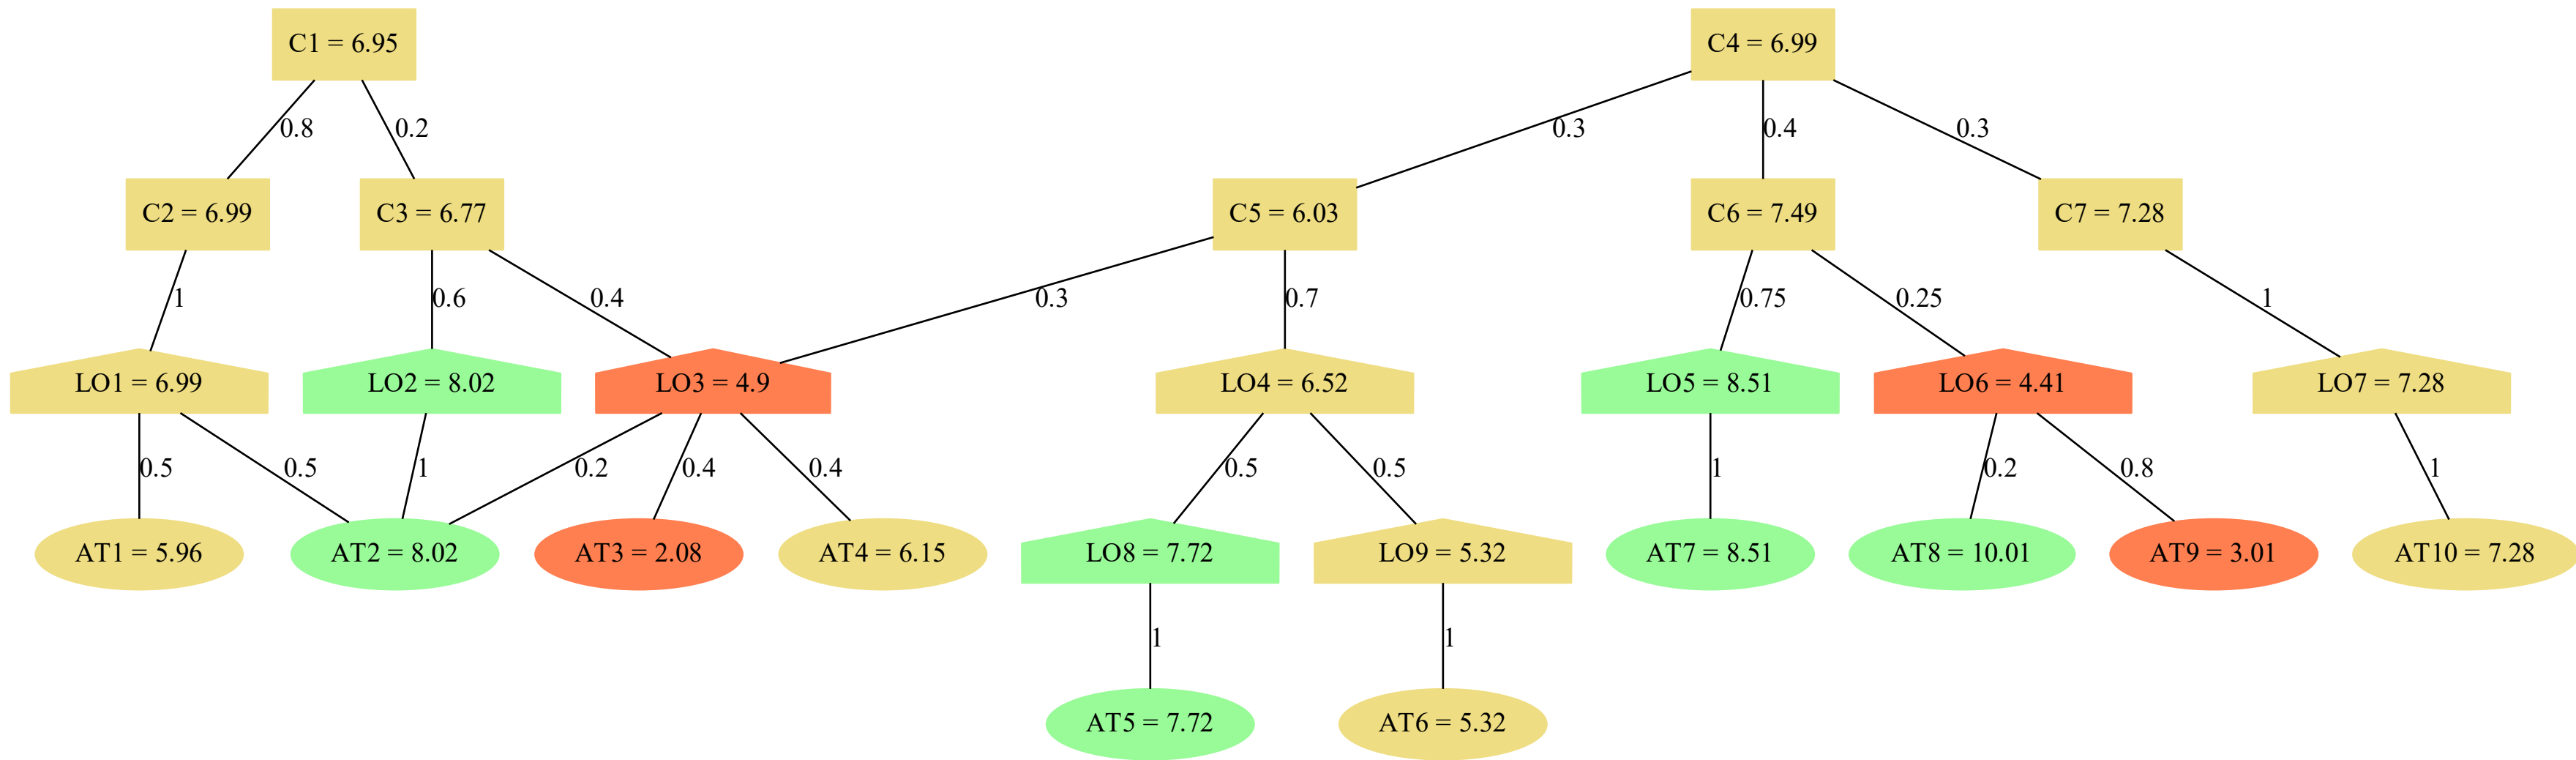 C1 = 6.95
C4 = 6.99
0.8
0.2
0.3
0.4
0.3
C2 = 6.99
C3 = 6.77
C5 = 6.03
C6 = 7.49
C7 = 7.28
1
0.6
0.4
0.3
0.7
0.75
0.25
1
LO1 = 6.99
LO2 = 8.02
LO3 = 4.9
LO4 = 6.52
LO5 = 8.51
LO6 = 4.41
LO7 = 7.28
0.5
0.5
1
0.2
0.4
0.4
0.5
0.5
1
0.2
0.8
1
AT1 = 5.96
AT2 = 8.02
AT3 = 2.08
AT4 = 6.15
LO8 = 7.72
LO9 = 5.32
AT7 = 8.51
AT8 = 10.01
AT9 = 3.01
AT10 = 7.28
1
1
AT5 = 7.72
AT6 = 5.32